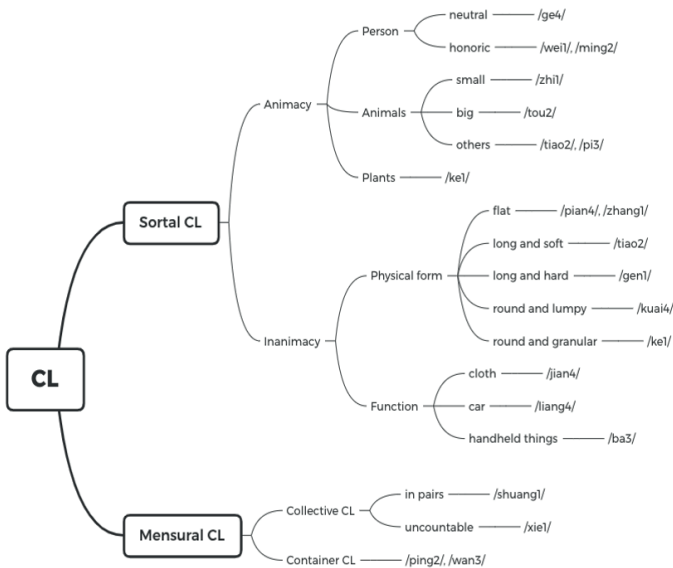 neutral /ge4/
Person
honoric /wei1/, /ming2/
small /zhi1/
Animacy
Animals
big /tou2/
others /tiao2/, /pi3/
Plants /ke1/
Sortal CL
flat /pian4/, /zhang1/
long and soft /tiao2/
Physical form
long and hard /gen1/
round and lumpy /kuai4/
Inanimacy
round and granular /ke1/
CL
cloth /jian4/
Function
car /liang4/
handheld things /ba3/
in pairs /shuang1/
Collective CL
uncountable /xie1/
Mensural CL
Container CL /ping2/, /wan3/